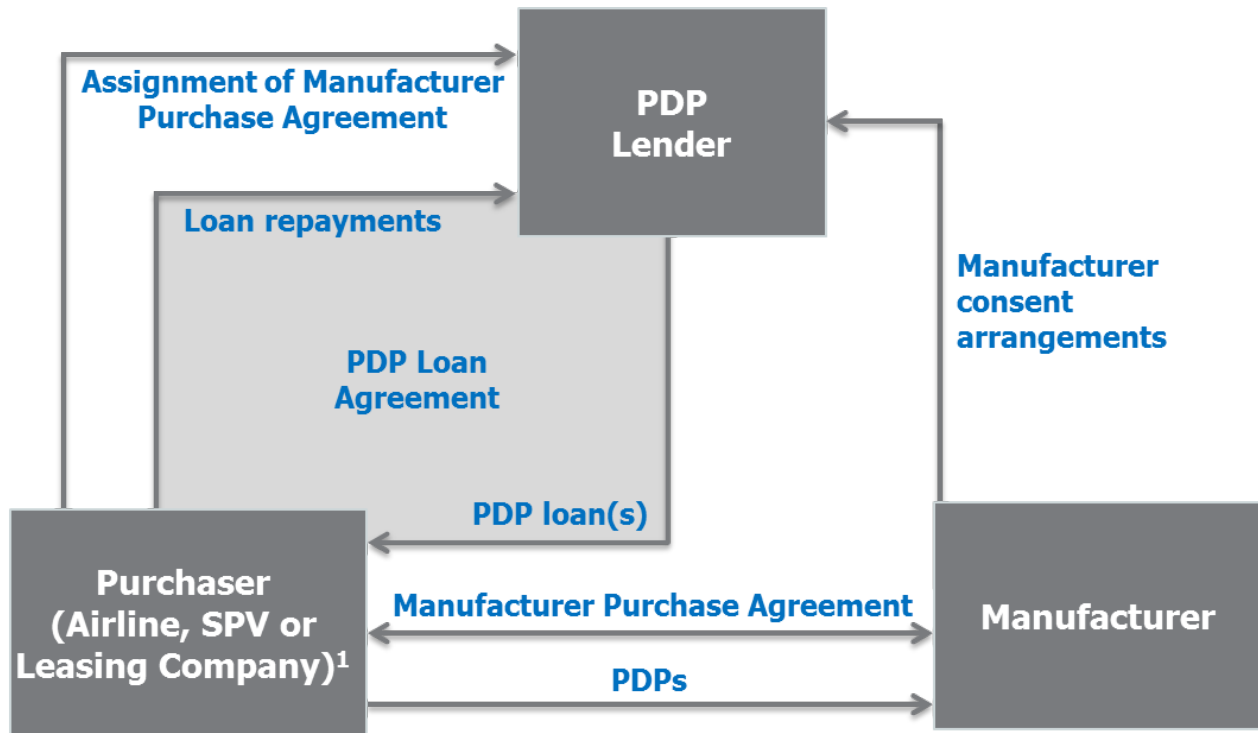 Assignment of Manufacturer
Purchase Agreement
PDP
Lender
Loan repayments
Manufacturer
consent
arrangements
PDP Loan
Agreement
PDP loan(s)
Purchaser
(Airline, SPV or
Leasing Company)¹
Manufacturer Purchase Agreement
PDPs
Manufacturer